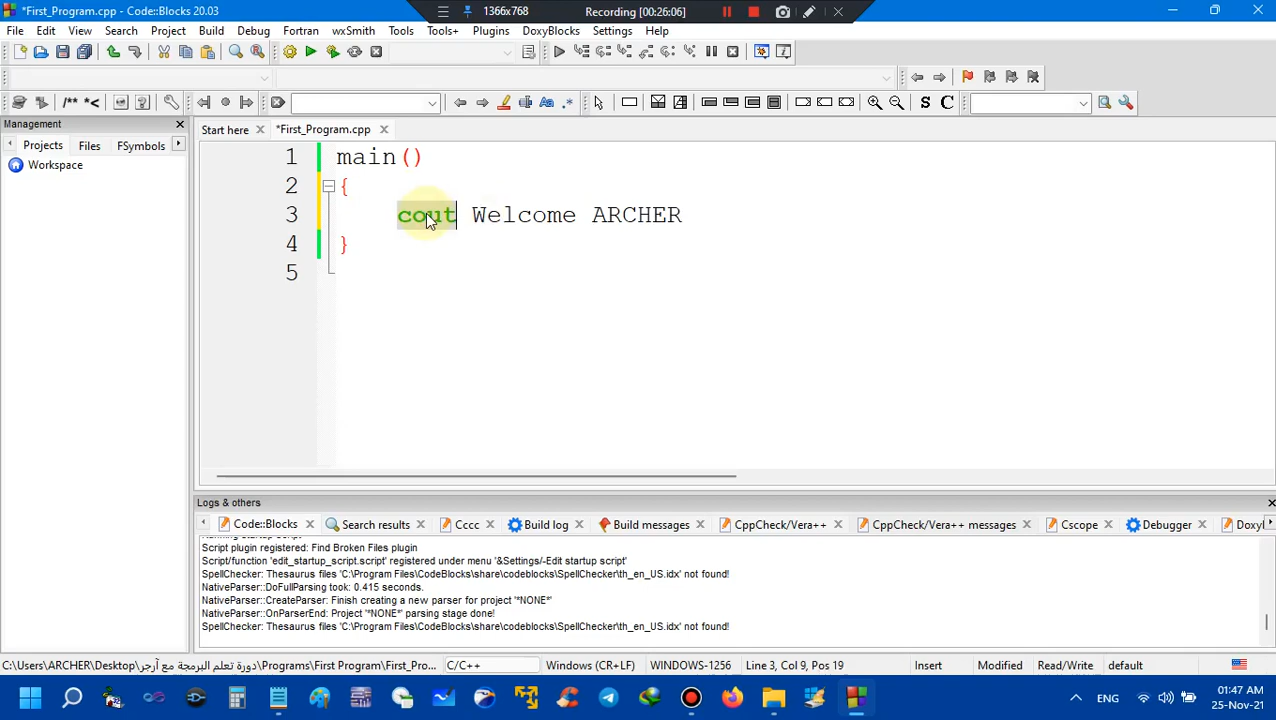 *First_Program.cpp - Code::Blocks 20.03
1366x768
Recording [00:26:06]
File Edit View Search Project Build Debug Fortran wxSmith Tools Tools+ Plugins DoxyBlocks Settings Help
/** *<
Aa .*
S C
Management
Projects Files FSymbols
Workspace
Start here *First_Program.cpp
1 main()
2 {
3 cout Welcome ARCHER
4 }
5
Logs & others
Code::Blocks Search results Cccc Build log Build messages CppCheck/Vera++ CppCheck/Vera++ messages Cscope Debugger
Script plugin registered: Find Broken Files plugin
Script/function 'edit_startup_script.script' registered under menu '&Settings/-Edit startup script'
SpellChecker: Thesaurus files 'C:\Program Files\CodeBlocks\share\codeblocks\SpellChecker\th_en_US.idx' not found!
NativeParser::DoFullParsing took: 0.415 seconds.
NativeParser::CreateParser: Finish creating a new parser for project '*NONE*'
NativeParser::OnParserEnd: Project '*NONE*' parsing stage done!
SpellChecker: Thesaurus files 'C:\Program Files\CodeBlocks\share\codeblocks\SpellChecker\th_en_US.idx' not found!
C:\Users\ARCHER\Desktop\دورة تعلم البرمجة مع آرجر\Programs\First Program\First_Pro... C/C++ Windows (CR+LF) WINDOWS-1256 Line 3, Col 9, Pos 19 Insert Modified Read/Write default
ENG
01:47 AM
25-Nov-21